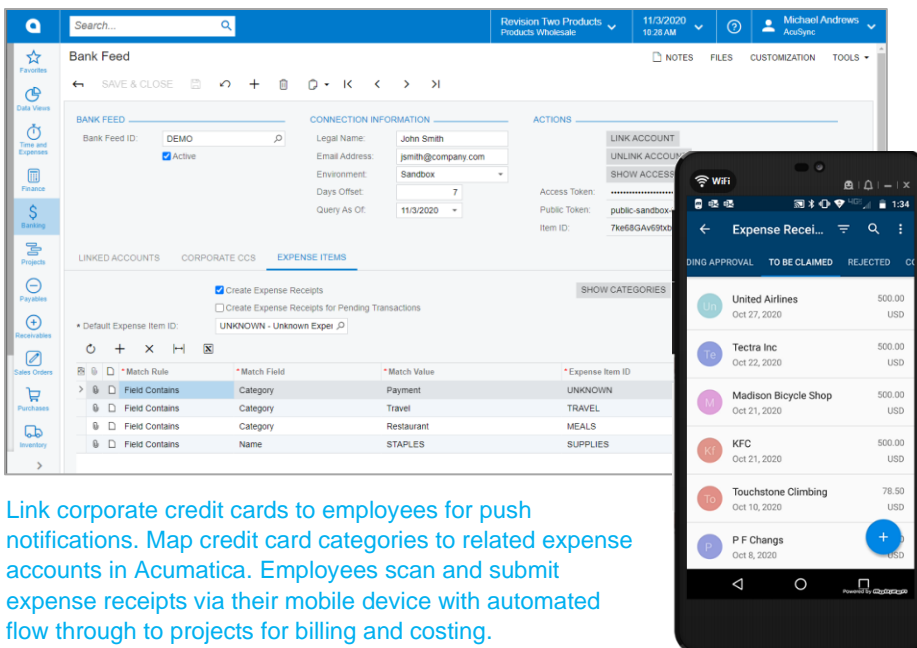 Search...
Revision Two Products
Products Wholesale
11/3/2020
10:28 AM
Michael Andrews
AcuSync
Favorites
Data Views
Time and
Expenses
Finance
Banking
Projects
Payables
Receivables
Sales Orders
Purchases
Inventory
Bank Feed
NOTES FILES CUSTOMIZATION TOOLS
SAVE & CLOSE
BANK FEED
Bank Feed ID: DEMO
Active
CONNECTION INFORMATION
Legal Name: John Smith
Email Address: jsmith@company.com
Environment: Sandbox
Days Offset: 7
Query As Of: 11/3/2020
ACTIONS
LINK ACCOUNT
UNLINK ACCOUN
SHOW ACCESS
Access Token:
Public Token: public-sandbox-
Item ID: 7ke68GAv69txb
LINKED ACCOUNTS CORPORATE CCS EXPENSE ITEMS
Create Expense Receipts
SHOW CATEGORIES
Create Expense Receipts for Pending Transactions
* Default Expense Item ID: UNKNOWN - Unknown Exper
* Match Rule * Match Field * Match Value * Expense Item ID
Field Contains Category Payment UNKNOWN
Field Contains Category Travel TRAVEL
Field Contains Category Restaurant MEALS
Field Contains Name STAPLES SUPPLIES
WiFi
1:34
Expense Recei...
DING APPROVAL TO BE CLAIMED REJECTED
Un United Airlines 500.00
Oct 27, 2020 USD
Te Tectra Inc 500.00
Oct 22, 2020 USD
M Madison Bicycle Shop 500.00
Oct 21, 2020 USD
Kf KFC 500.00
Oct 21, 2020 USD
To Touchstone Climbing 78.50
Oct 10, 2020 USD
P P F Changs
Oct 8, 2020 USD
Link corporate credit cards to employees for push
notifications. Map credit card categories to related expense
accounts in Acumatica. Employees scan and submit
expense receipts via their mobile device with automated
flow through to projects for billing and costing.